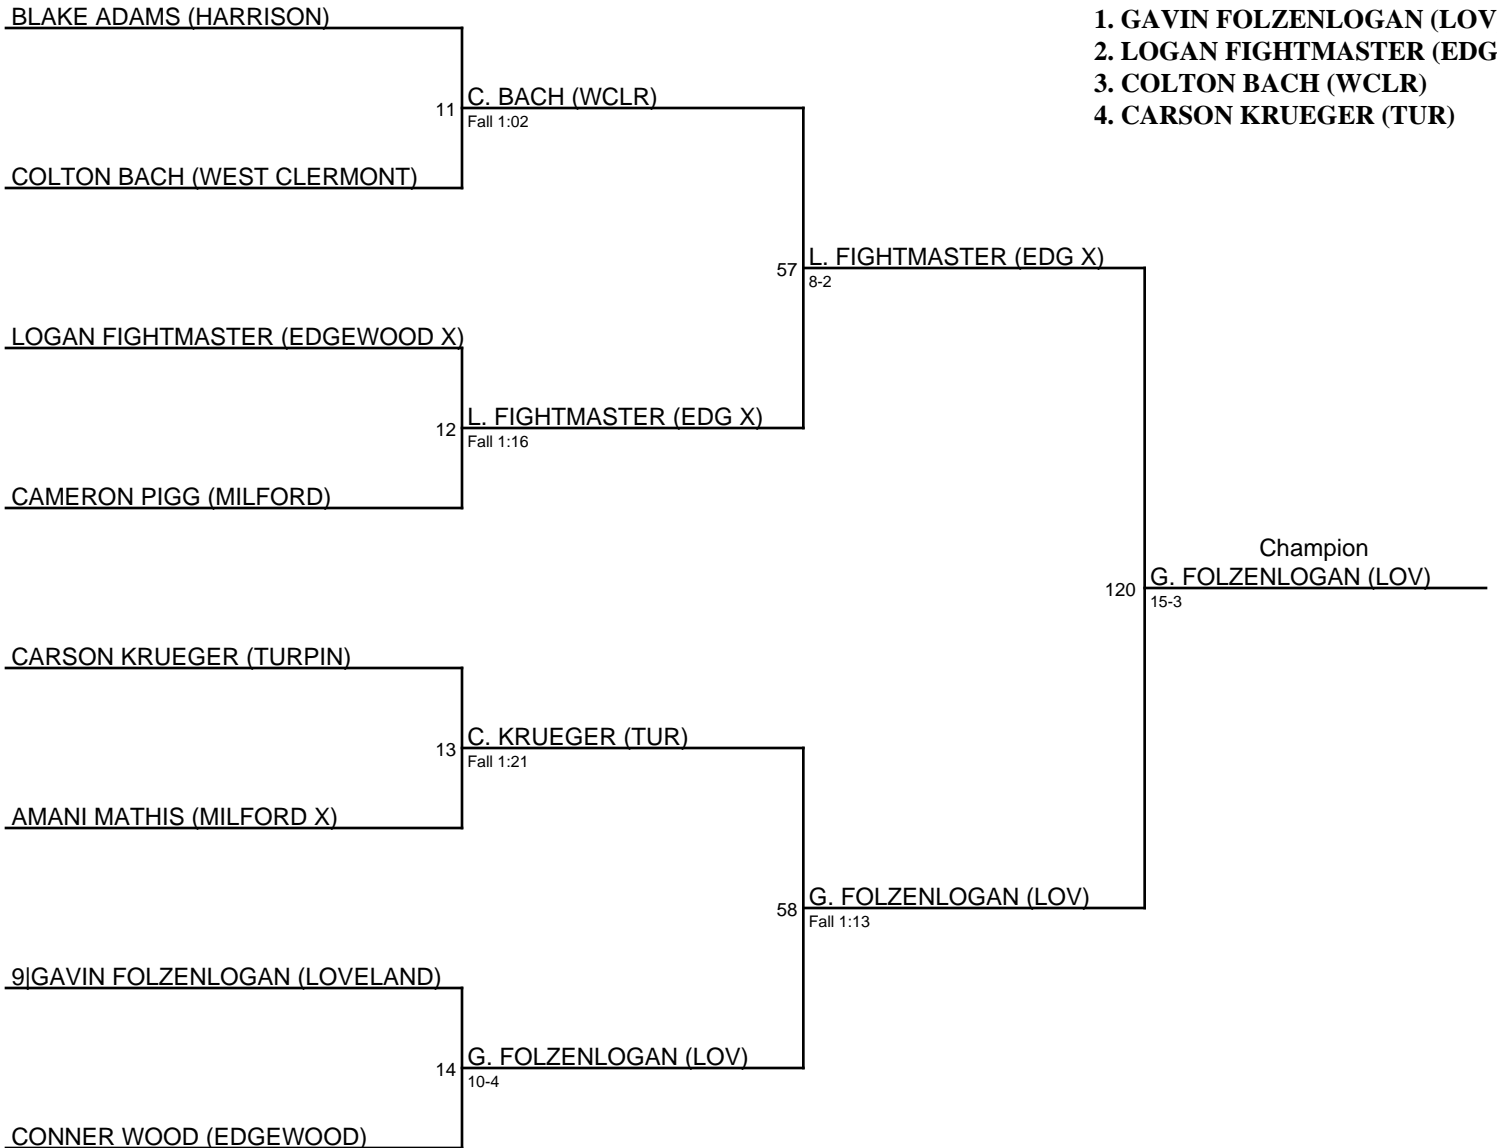 BLAKE ADAMS (HARRISON)
1. GAVIN FOLZENLOGAN (LOV
2. LOGAN FIGHTMASTER (EDG
3. COLTON BACH (WCLR)
4. CARSON KRUEGER (TUR)
11 C. BACH (WCLR)
Fall 1:02
COLTON BACH (WEST CLERMONT)
57 L. FIGHTMASTER (EDG X)
8-2
LOGAN FIGHTMASTER (EDGEWOOD X)
12 L. FIGHTMASTER (EDG X)
Fall 1:16
CAMERON PIGG (MILFORD)
Champion
120 G. FOLZENLOGAN (LOV)
15-3
CARSON KRUEGER (TURPIN)
13 C. KRUEGER (TUR)
Fall 1:21
AMANI MATHIS (MILFORD X)
58 G. FOLZENLOGAN (LOV)
Fall 1:13
9|GAVIN FOLZENLOGAN (LOVELAND)
14 G. FOLZENLOGAN (LOV)
10-4
CONNER WOOD (EDGEWOOD)